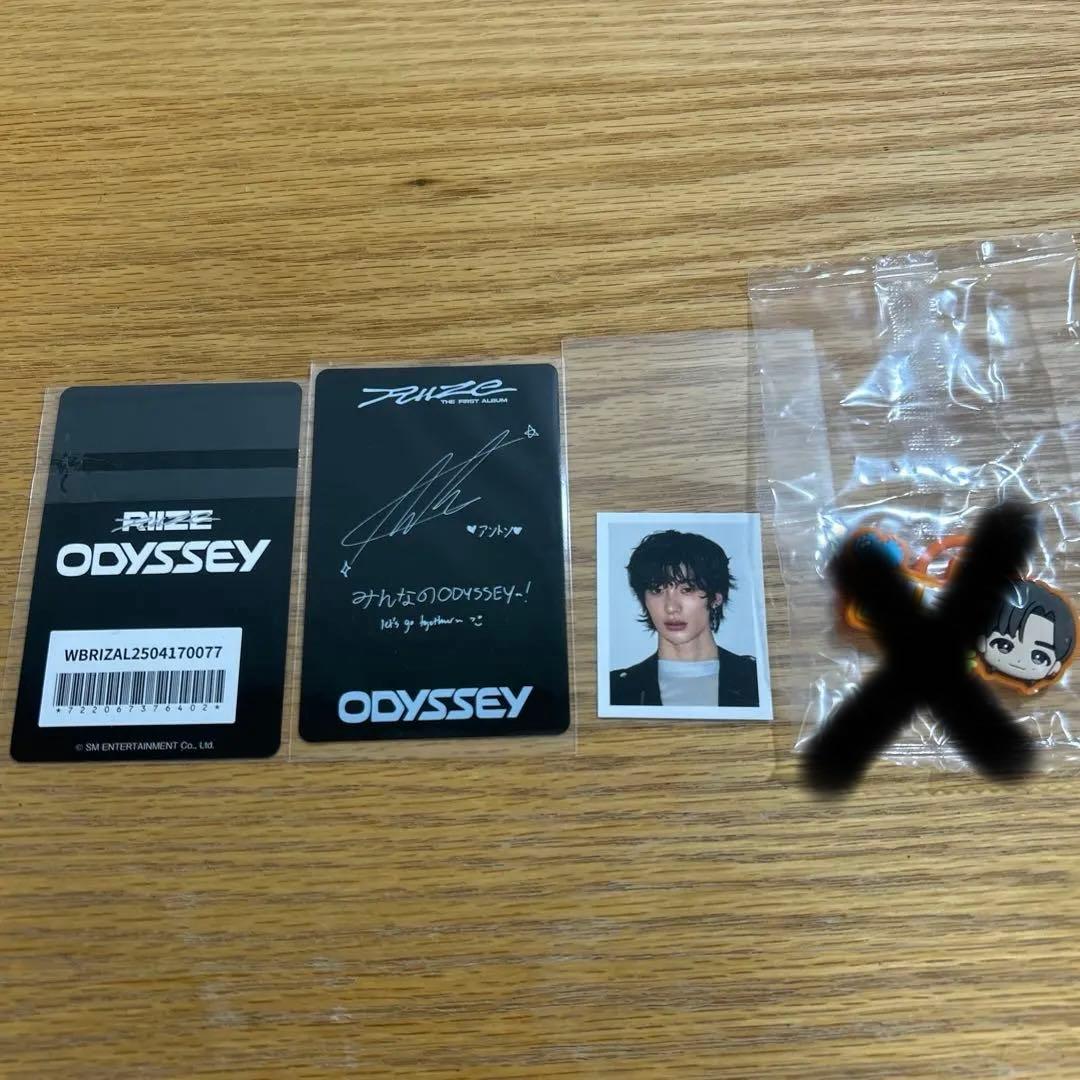 RIIZE
ODYSSEY
WBRIZAL2504170077
*722067376402*
© SM ENTERTAINMENT Co., Ltd.
RIIZE
THE FIRST ALBUM
♥アントン♥
みんなのODYSSEY~!
let's go together~
ODYSSEY